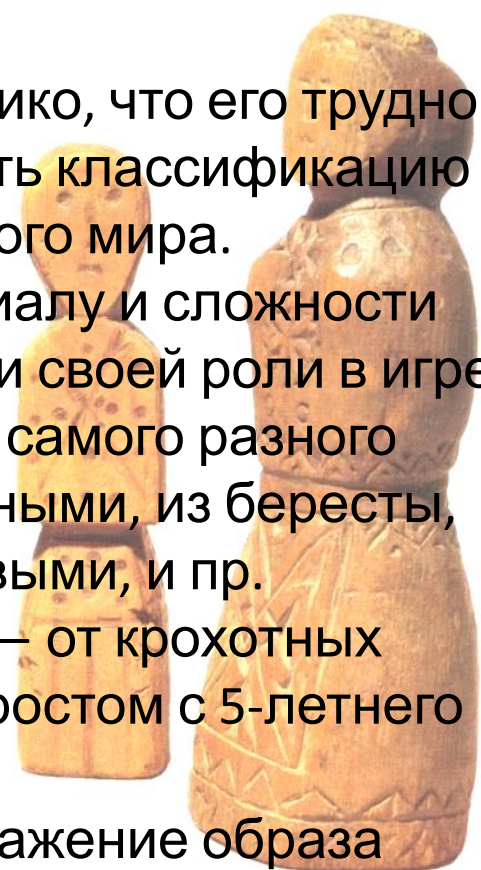 ико, что его трудно
ть классификацию
ого мира.
иалу и сложности
и своей роли в игре
самого разного
ными, из бересты,
выми, и пр.
– от крохотных
ростом с 5-летнего
ажение образа